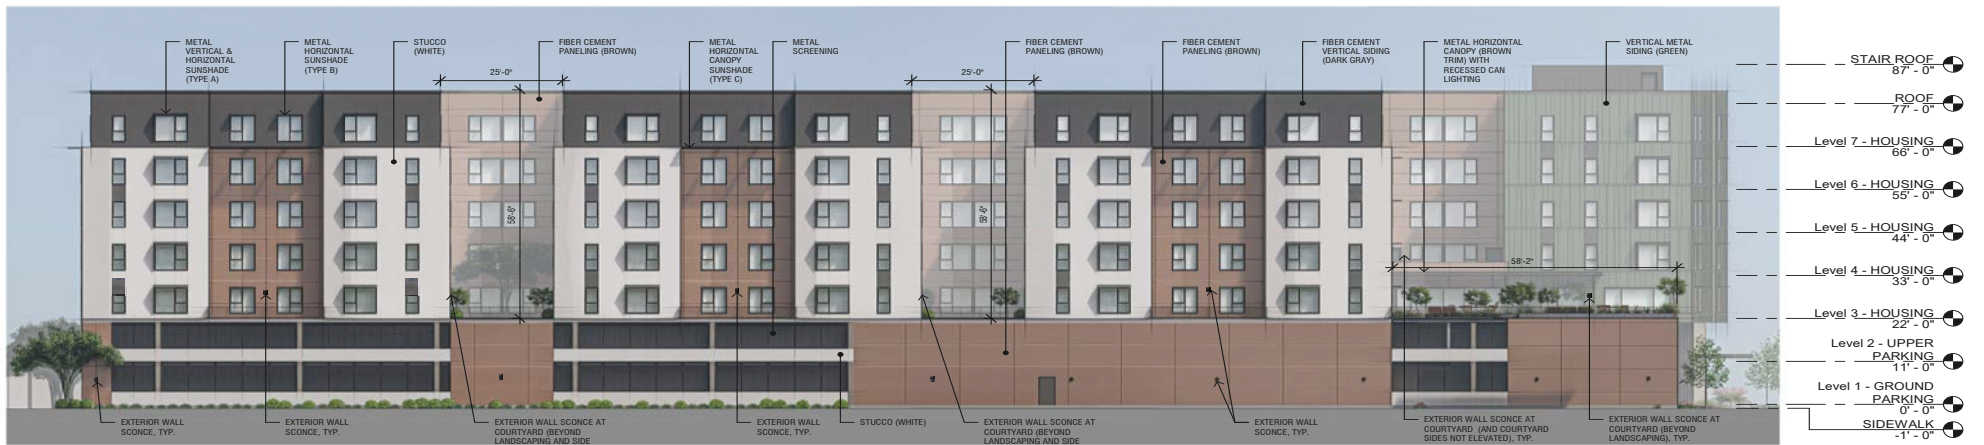 METAL
VERTICAL &
HORIZONTAL
SUNSHADE
(TYPE A)
METAL
HORIZONTAL
SUNSHADE
(TYPE B)
STUCCO
(WHITE)
FIBER CEMENT
PANELING (BROWN)
METAL
HORIZONTAL
CANOPY
SUNSHADE
(TYPE C)
METAL
SCREENING
FIBER CEMENT
PANELING (BROWN)
FIBER CEMENT
PANELING (BROWN)
FIBER CEMENT
VERTICAL SIDING
(DARK GRAY)
METAL HORIZONTAL
CANOPY (BROWN
TRIM) WITH
RECESSED CAN
LIGHTING
VERTICAL METAL
SIDING (GREEN)
25'-0"
25'-0"
58'-6"
58'-6"
58'-2"
STAIR ROOF
87' - 0"
ROOF
77' - 0"
Level 7 - HOUSING
66' - 0"
Level 6 - HOUSING
55' - 0"
Level 5 - HOUSING
44' - 0"
Level 4 - HOUSING
33' - 0"
Level 3 - HOUSING
22' - 0"
Level 2 - UPPER
PARKING
11' - 0"
Level 1 - GROUND
PARKING
0' - 0"
SIDEWALK
-1' - 0"
EXTERIOR WALL
SCONCE, TYP.
EXTERIOR WALL
SCONCE, TYP.
EXTERIOR WALL SCONCE AT
COURTYARD (BEYOND
LANDSCAPING AND SIDE
EXTERIOR WALL
SCONCE, TYP.
STUCCO (WHITE)
EXTERIOR WALL SCONCE AT
COURTYARD (BEYOND
LANDSCAPING AND SIDE
EXTERIOR WALL
SCONCE, TYP.
EXTERIOR WALL SCONCE AT
COURTYARD (AND COURTYARD
SIDES NOT ELEVATED), TYP.
EXTERIOR WALL SCONCE AT
COURTYARD (BEYOND
LANDSCAPING), TYP.